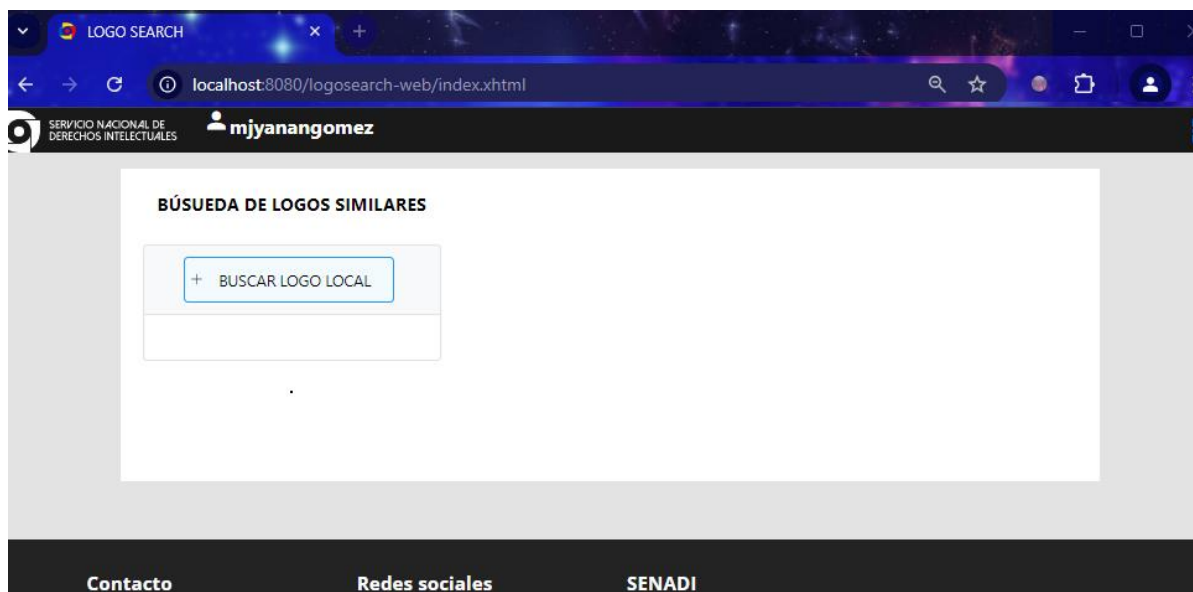 LOGO SEARCH
localhost:8080/logosearch-web/index.xhtml
SERVICIO NACIONAL DE
DERECHOS INTELECTUALES
mjyanangomez
BÚSUEDA DE LOGOS SIMILARES
+ BUSCAR LOGO LOCAL
.
Contacto Redes sociales SENADI